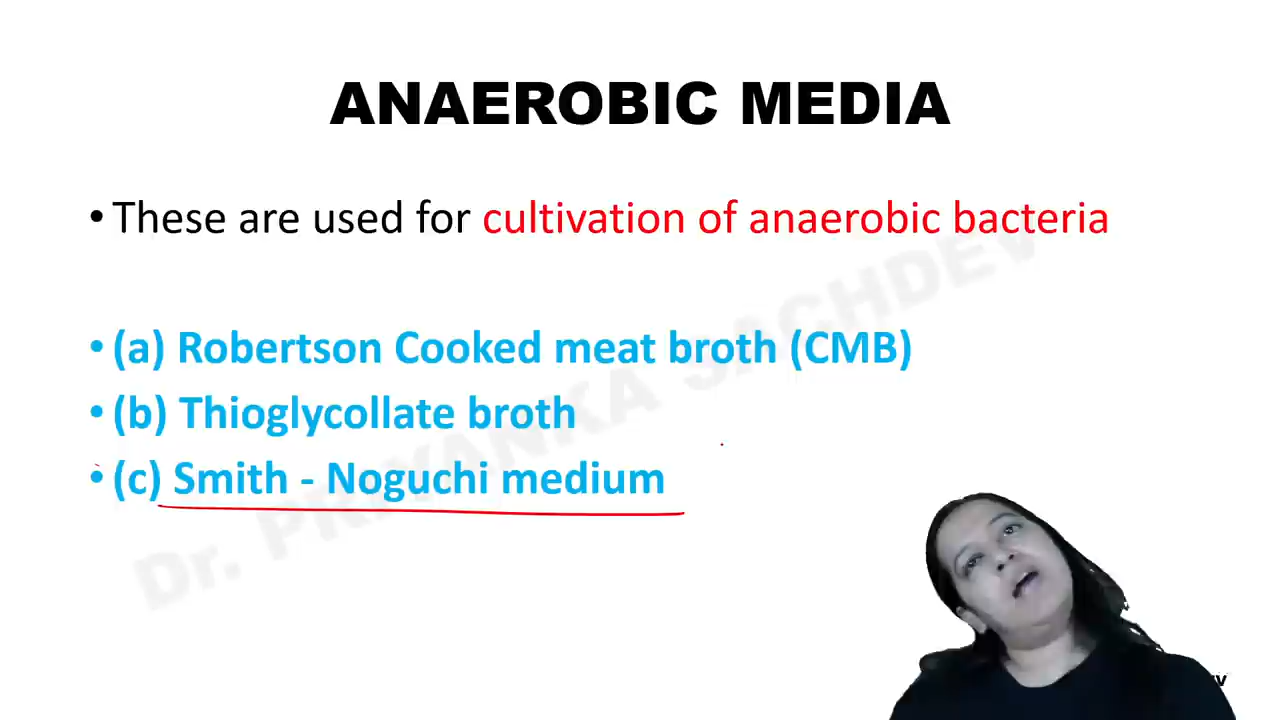 ANAEROBIC MEDIA
• These are used for cultivation of anaerobic bacteria
• (a) Robertson Cooked meat broth (CMB)
• (b) Thioglycollate broth
• (c) Smith - Noguchi medium
Dr. PRIYANKA SACHDEV